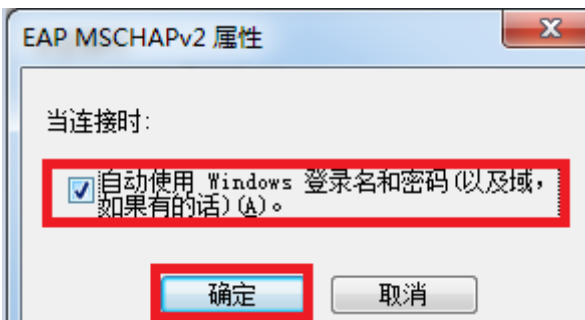 EAP MSCHAPv2 属性
当连接时:
自动使用 Windows 登录名和密码(以及域，
如果有的话)(A)。
确定
取消